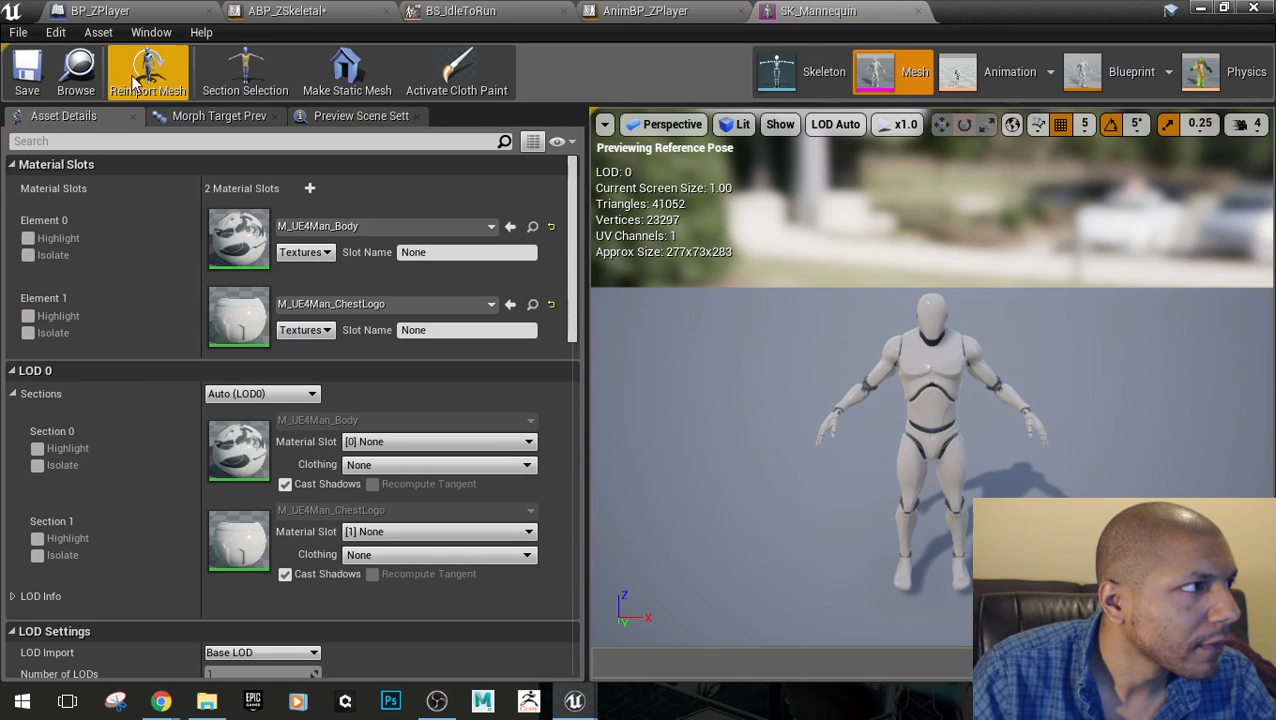 BP_ZPlayer
ABP_ZSkeletal*
BS_IdleToRun
AnimBP_ZPlayer
SK_Mannequin
File Edit Asset Window Help
Save
Browse
Reimport Mesh
Section Selection
Make Static Mesh
Activate Cloth Paint
Skeleton
Mesh
Animation
Blueprint
Physics
Asset Details
Morph Target Prev
Preview Scene Sett
Search
Material Slots
Material Slots
2 Material Slots
Element 0
Highlight
Isolate
M_UE4Man_Body
Textures
Slot Name
None
Element 1
Highlight
Isolate
M_UE4Man_ChestLogo
Textures
Slot Name
None
LOD 0
Sections
Auto (LOD0)
Section 0
Highlight
Isolate
M_UE4Man_Body
Material Slot
[0] None
Clothing
None
Cast Shadows
Recompute Tangent
Section 1
Highlight
Isolate
M_UE4Man_ChestLogo
Material Slot
[1] None
Clothing
None
Cast Shadows
Recompute Tangent
LOD Info
LOD Settings
LOD Import
Base LOD
Number of LODs
1
Perspective
Lit
Show
LOD Auto
x1.0
5
5°
0.25
4
Previewing Reference Pose
LOD: 0
Current Screen Size: 1.00
Triangles: 41052
Vertices: 23297
UV Channels: 1
Approx Size: 277x73x283
Z
X
Y
EPIC
GAMES
Ps
M